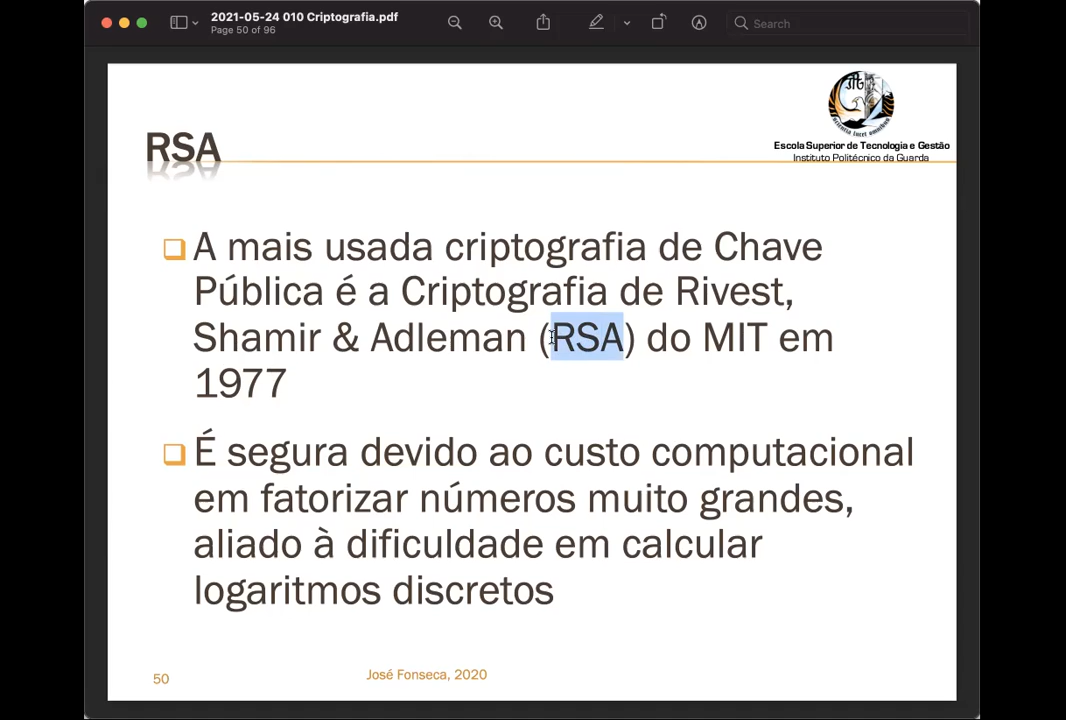 2021-05-24 010 Criptografia.pdf
Page 50 of 96
Search
Escola Superior de Tecnologia e Gestão
Instituto Politécnico da Guarda
RSA
A mais usada criptografia de Chave
Pública é a Criptografia de Rivest,
Shamir & Adleman (RSA) do MIT em
1977
É segura devido ao custo computacional
em fatorizar números muito grandes,
aliado à dificuldade em calcular
logaritmos discretos
50
José Fonseca, 2020